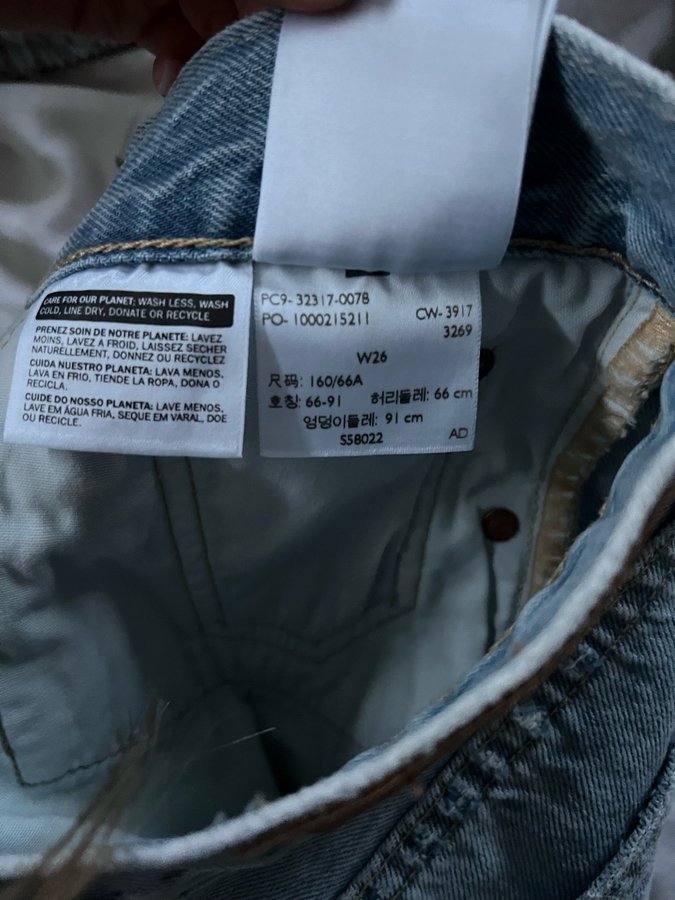 CARE FOR OUR PLANET: WASH LESS, WASH
COLD, LINE DRY, DONATE OR RECYCLE
PRENEZ SOIN DE NOTRE PLANETE: LAVEZ
MOINS, LAVEZ A FROID, LAISSEZ SECHER
NATURELLEMENT, DONNEZ OU RECYCLEZ
CUIDA NUESTRO PLANETA: LAVA MENOS,
LAVA EN FRIO, TIENDE LA ROPA, DONA O
RECICLA.
CUIDE DO NOSSO PLANETA: LAVE MENOS,
LAVE EM ÁGUA FRIA, SEQUE EM VARAL, DOE
OU RECICLE.
PC9-32317-0078
PO-1000215211 CW-3917
3269
W26
尺码: 160/66A
호칭: 66-91 허리둘레: 66 cm
엉덩이둘레: 91 cm
S58022 AD